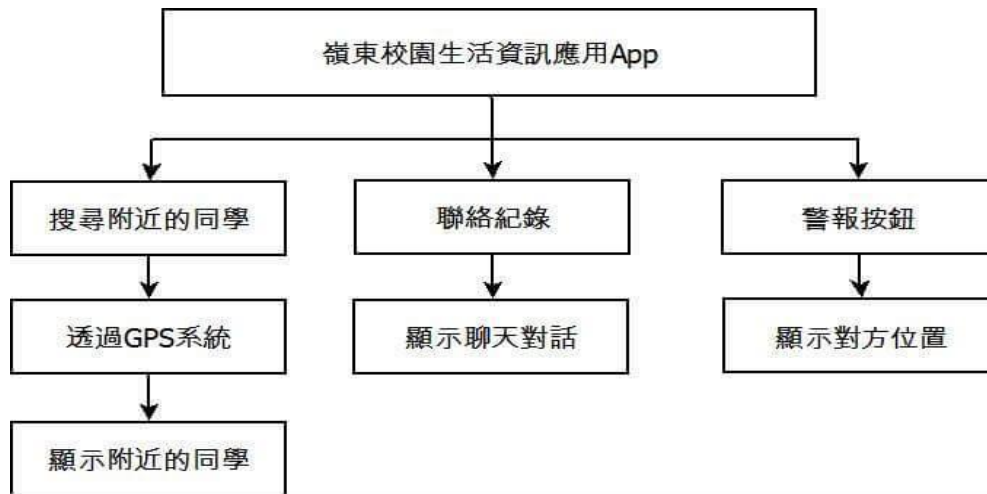 嶺東校園生活資訊應用App
搜尋附近的同學
聯絡紀錄
警報按鈕
透過GPS系統
顯示聊天對話
顯示對方位置
顯示附近的同學